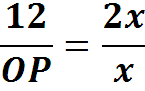 12/OP = 2x/x